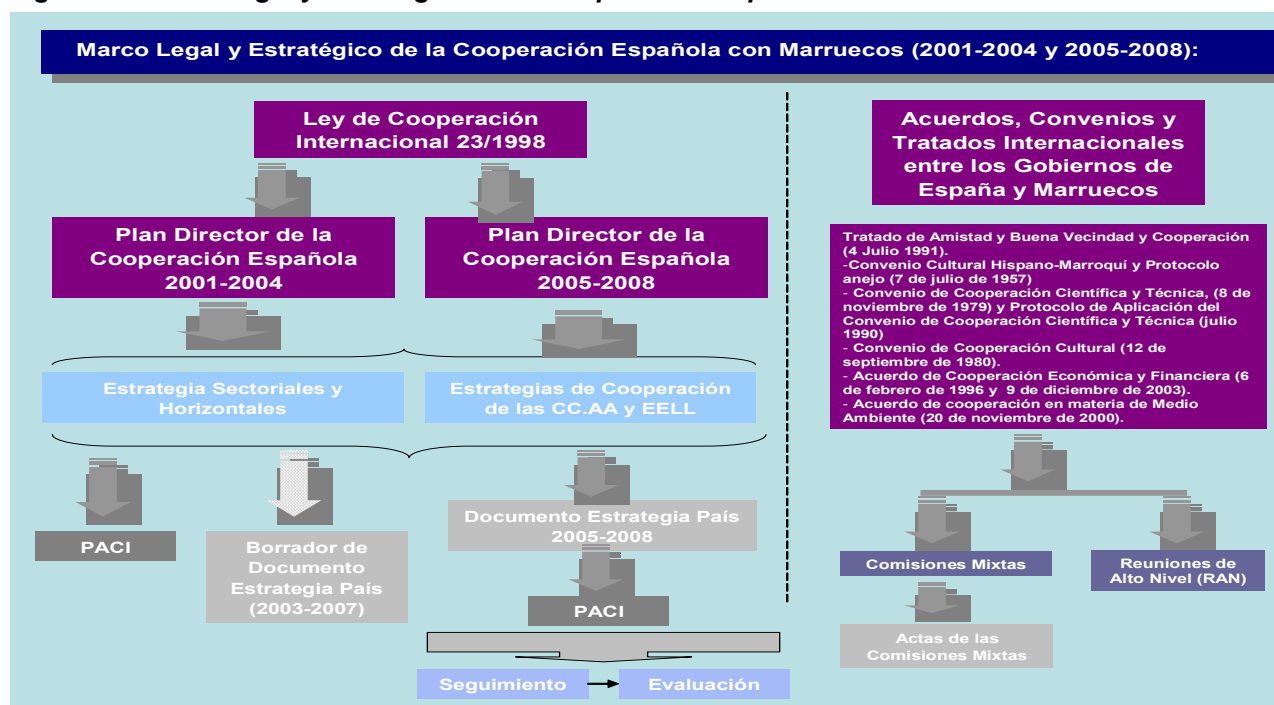 Marco Legal y Estratégico de la Cooperación Española con Marruecos (2001-2004 y 2005-2008):
Ley de Cooperación
Internacional 23/1998
Plan Director de la
Cooperación Española
2001-2004
Plan Director de la
Cooperación Española
2005-2008
Estrategia Sectoriales y
Horizontales
Estrategias de Cooperación
de las CC.AA y EELL
PACI
Borrador de
Documento
Estrategia País
(2003-2007)
Documento Estrategia País
2005-2008
PACI
Seguimiento
Evaluación
Acuerdos, Convenios y
Tratados Internacionales
entre los Gobiernos de
España y Marruecos
Tratado de Amistad y Buena Vecindad y Cooperación
(4 Julio 1991).
-Convenio Cultural Hispano-Marroquí y Protocolo
anejo (7 de julio de 1957)
- Convenio de Cooperación Científica y Técnica, (8 de
noviembre de 1979) y Protocolo de Aplicación del
Convenio de Cooperación Científica y Técnica (julio
1990)
- Convenio de Cooperación Cultural (12 de
septiembre de 1980).
- Acuerdo de Cooperación Económica y Financiera (6
de febrero de 1996 y 9 de diciembre de 2003).
- Acuerdo de cooperación en materia de Medio
Ambiente (20 de noviembre de 2000).
Comisiones Mixtas
Reuniones de
Alto Nivel (RAN)
Actas de las
Comisiones Mixtas